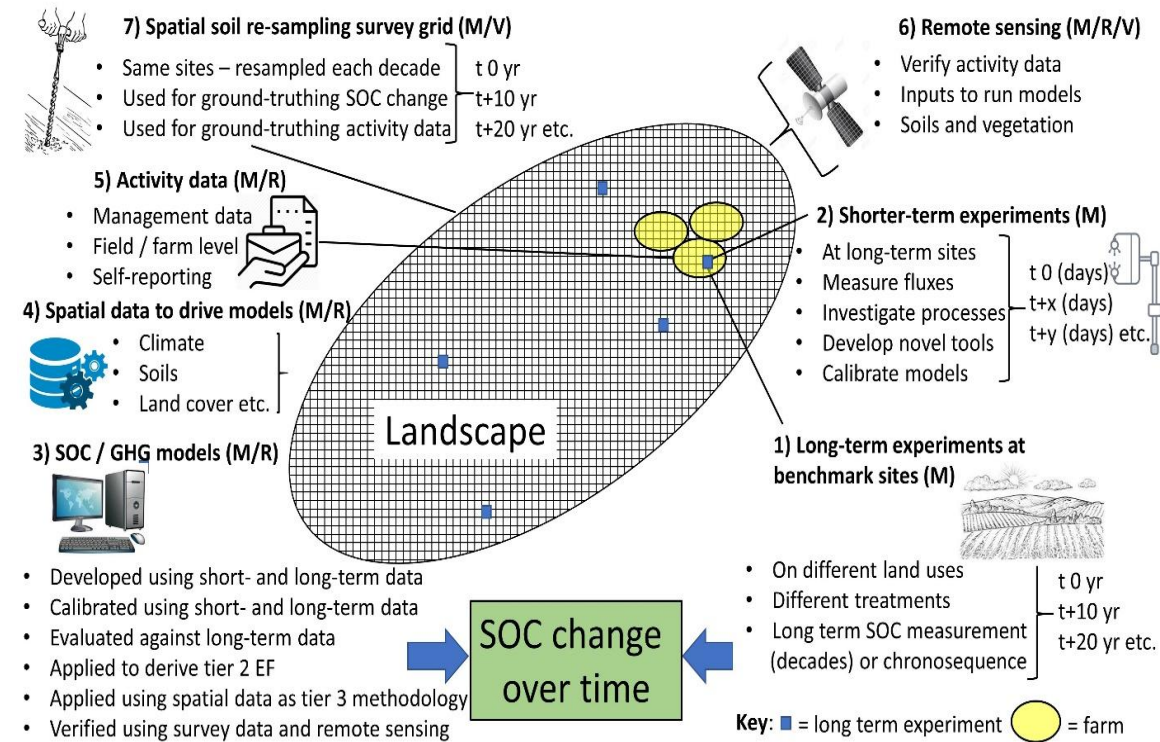 7) Spatial soil re-sampling survey grid (M/V)
• Same sites – resampled each decade
• Used for ground-truthing SOC change
• Used for ground-truthing activity data
t 0 yr
t+10 yr
t+20 yr etc.
6) Remote sensing (M/R/V)
• Verify activity data
• Inputs to run models
• Soils and vegetation
5) Activity data (M/R)
• Management data
• Field / farm level
• Self-reporting
2) Shorter-term experiments (M)
• At long-term sites
• Measure fluxes
• Investigate processes
• Develop novel tools
• Calibrate models
t 0 (days)
t+x (days)
t+y (days) etc.
4) Spatial data to drive models (M/R)
• Climate
• Soils
• Land cover etc.
Landscape
3) SOC / GHG models (M/R)
• Developed using short- and long-term data
• Calibrated using short- and long-term data
• Evaluated against long-term data
• Applied to derive tier 2 EF
• Applied using spatial data as tier 3 methodology
• Verified using survey data and remote sensing
1) Long-term experiments at
benchmark sites (M)
• On different land uses
• Different treatments
• Long term SOC measurement
(decades) or chronosequence
t 0 yr
t+10 yr
t+20 yr etc.
SOC change
over time
Key: = long term experiment = farm